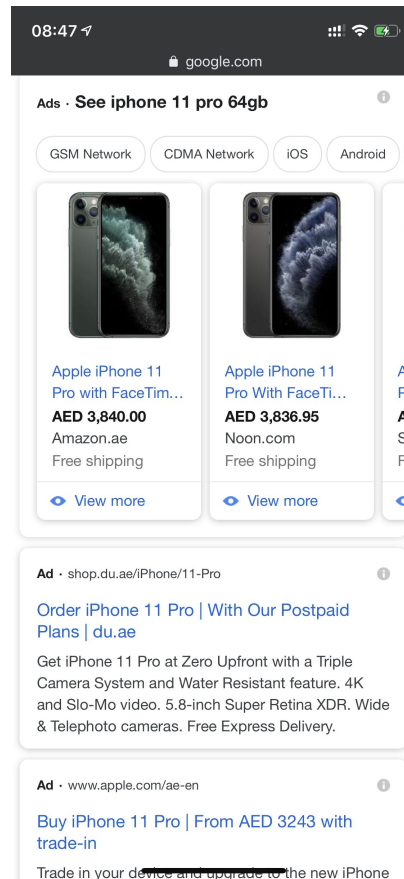 08:47
google.com
Ads · See iphone 11 pro 64gb
GSM Network
CDMA Network
iOS
Android
Apple iPhone 11
Pro with FaceTim...
AED 3,840.00
Amazon.ae
Free shipping
View more
Apple iPhone 11
Pro With FaceTi...
AED 3,836.95
Noon.com
Free shipping
View more
Ad · shop.du.ae/iPhone/11-Pro
Order iPhone 11 Pro | With Our Postpaid
Plans | du.ae
Get iPhone 11 Pro at Zero Upfront with a Triple
Camera System and Water Resistant feature. 4K
and Slo-Mo video. 5.8-inch Super Retina XDR. Wide
& Telephoto cameras. Free Express Delivery.
Ad · www.apple.com/ae-en
Buy iPhone 11 Pro | From AED 3243 with
trade-in
Trade in your device and upgrade to the new iPhone